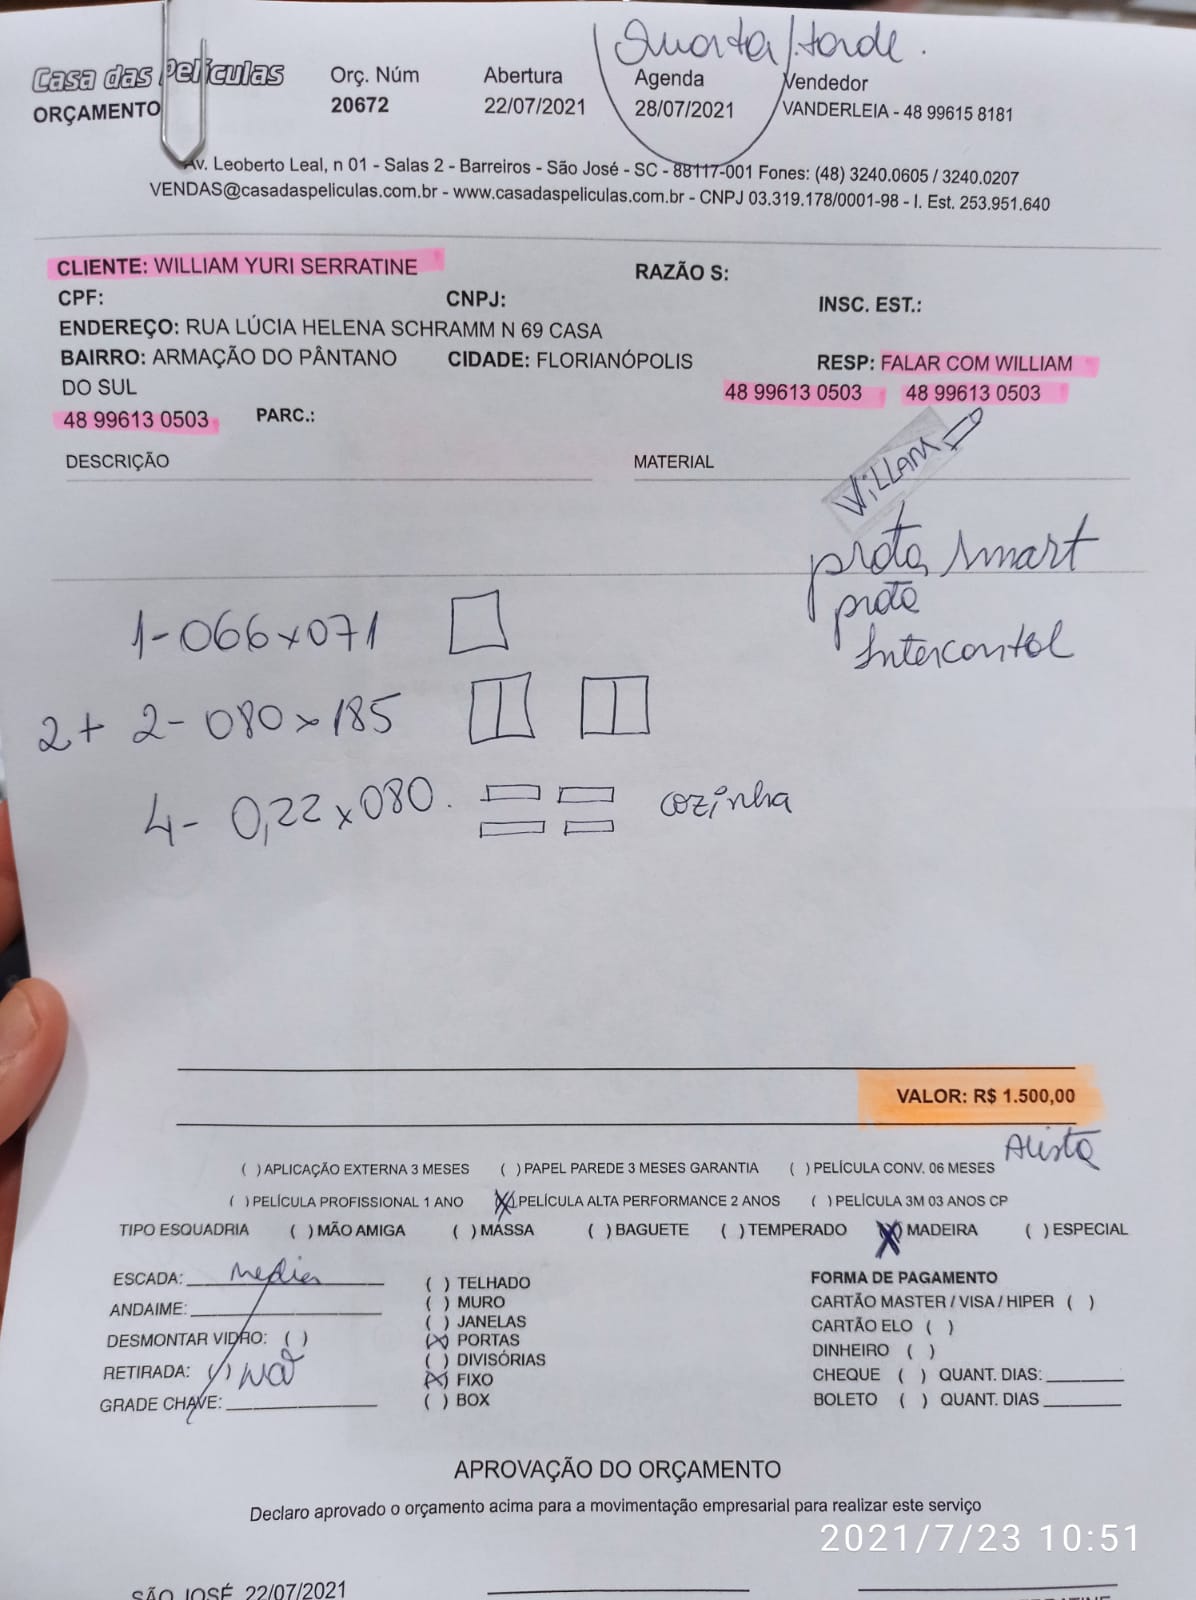 Quarta/tarde.
Casa das Películas
ORÇAMENTO
Orç. Núm
20672
Abertura
22/07/2021
Agenda
28/07/2021
Vendedor
VANDERLEIA - 48 99615 8181
Av. Leoberto Leal, n 01 - Salas 2 - Barreiros - São José - SC - 88117-001 Fones: (48) 3240.0605 / 3240.0207
VENDAS@casadaspeliculas.com.br - www.casadaspeliculas.com.br - CNPJ 03.319.178/0001-98 - I. Est. 253.951.640
CLIENTE: WILLIAM YURI SERRATINE
RAZÃO S:
CPF:
CNPJ:
INSC. EST.:
ENDEREÇO: RUA LÚCIA HELENA SCHRAMM N 69 CASA
BAIRRO: ARMAÇÃO DO PÂNTANO
DO SUL
CIDADE: FLORIANÓPOLIS
RESP: FALAR COM WILLIAM
48 99613 0503 48 99613 0503
48 99613 0503
PARC.:
DESCRIÇÃO
MATERIAL
WILLIAM
prata smart
prata
Intercontol
1-066x071
2+ 2- 080x185
4- 0,22x080. cozinha
VALOR: R$ 1.500,00
( )APLICAÇÃO EXTERNA 3 MESES ( )PAPEL PAREDE 3 MESES GARANTIA ( )PELÍCULA CONV. 06 MESES
( )PELÍCULA PROFISSIONAL 1 ANO (X)PELÍCULA ALTA PERFORMANCE 2 ANOS ( )PELÍCULA 3M 03 ANOS CP
TIPO ESQUADRIA ( )MÃO AMIGA ( )MASSA ( )BAGUETE ( )TEMPERADO (X)MADEIRA ( )ESPECIAL
ESCADA: media
ANDAIME:
DESMONTAR VIDRO: ( )
RETIRADA: ( ) não
GRADE CHAVE:
( ) TELHADO
( ) MURO
( ) JANELAS
(X) PORTAS
( ) DIVISÓRIAS
(X) FIXO
( ) BOX
FORMA DE PAGAMENTO
CARTÃO MASTER / VISA / HIPER ( )
CARTÃO ELO ( )
DINHEIRO ( )
CHEQUE ( ) QUANT. DIAS:
BOLETO ( ) QUANT. DIAS
APROVAÇÃO DO ORÇAMENTO
Declaro aprovado o orçamento acima para a movimentação empresarial para realizar este serviço
2021/7/23 10:51
SÃO JOSÉ, 22/07/2021